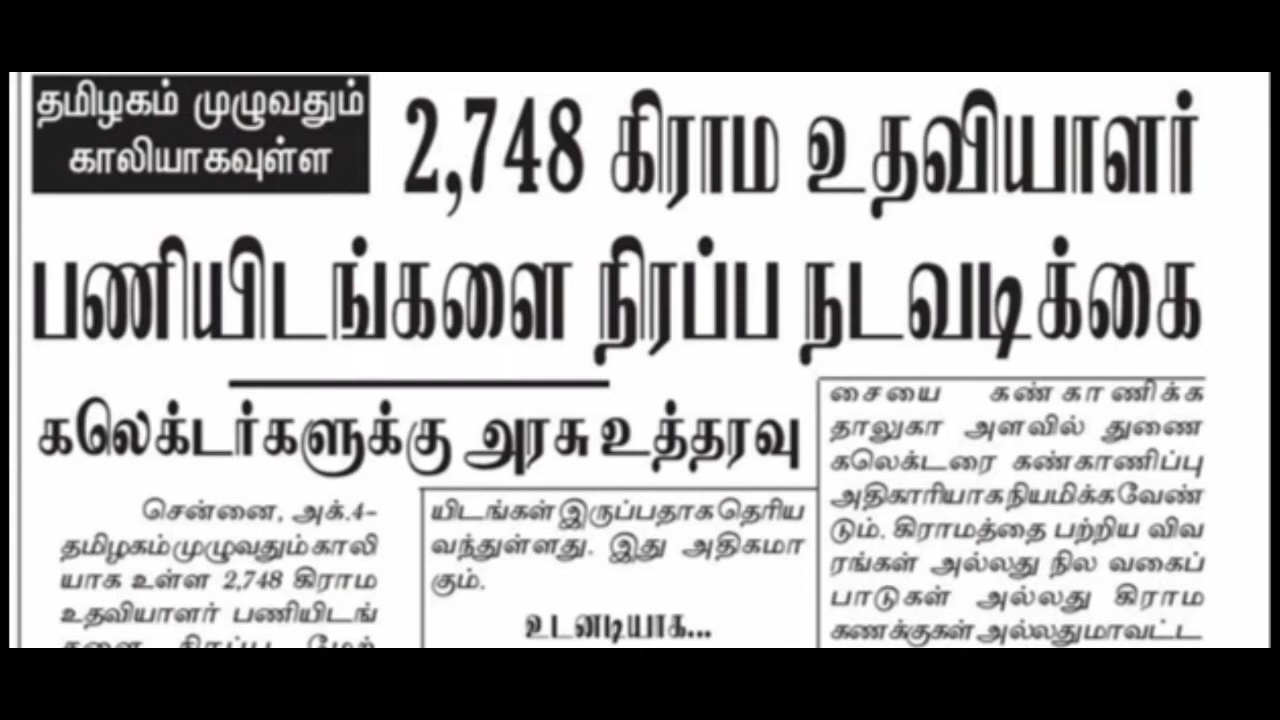 தமிழகம் முழுவதும்
காலியாகவுள்ள
2,748 கிராம உதவியாளர்
பணியிடங்களை நிரப்ப நடவடிக்கை
கலெக்டர்களுக்கு அரசு உத்தரவு
சென்னை, அக்.4-
தமிழகம் முழுவதும் காலி
யாக உள்ள 2,748 கிராம
உதவியாளர் பணியிடங்
களை நிரப்பட மேற்
யிடங்கள் இருப்பதாக தெரிய
வந்துள்ளது. இது அதிகமா
கும்.
உடனடியாக...
சையை கண்காணிக்க
தாலுகா அளவில் துணை
கலெக்டரை கண்காணிப்பு
அதிகாரியாக நியமிக்கவேண்
டும். கிராமத்தை பற்றிய விவ
ரங்கள் அல்லது நில வகைப்
பாடுகள் அல்லது கிராம
கணக்குகள் அல்லது மாவட்ட